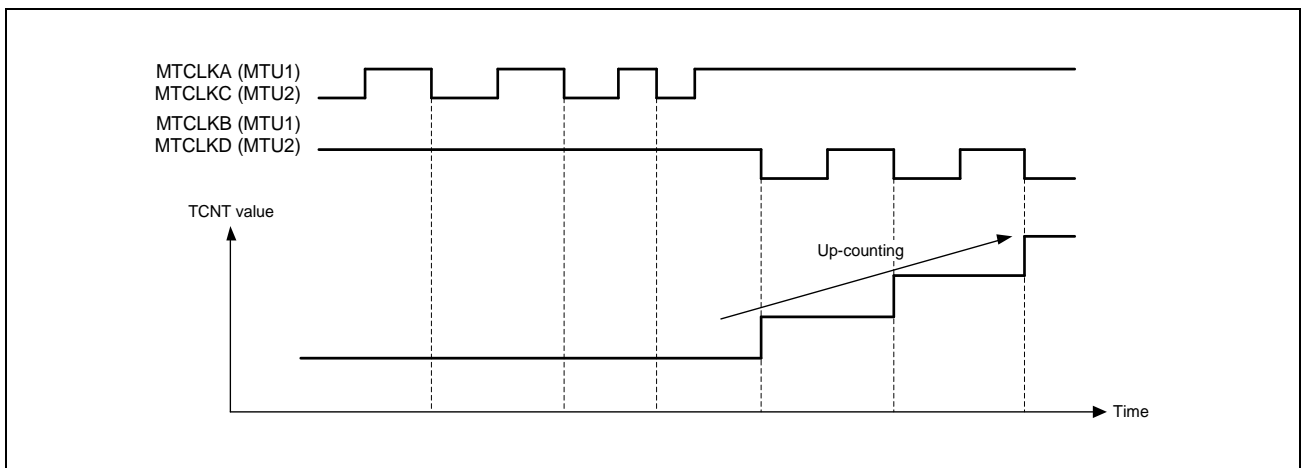 MTCLKA (MTU1)
MTCLKC (MTU2)
MTCLKB (MTU1)
MTCLKD (MTU2)
TCNT value
Up-counting
Time